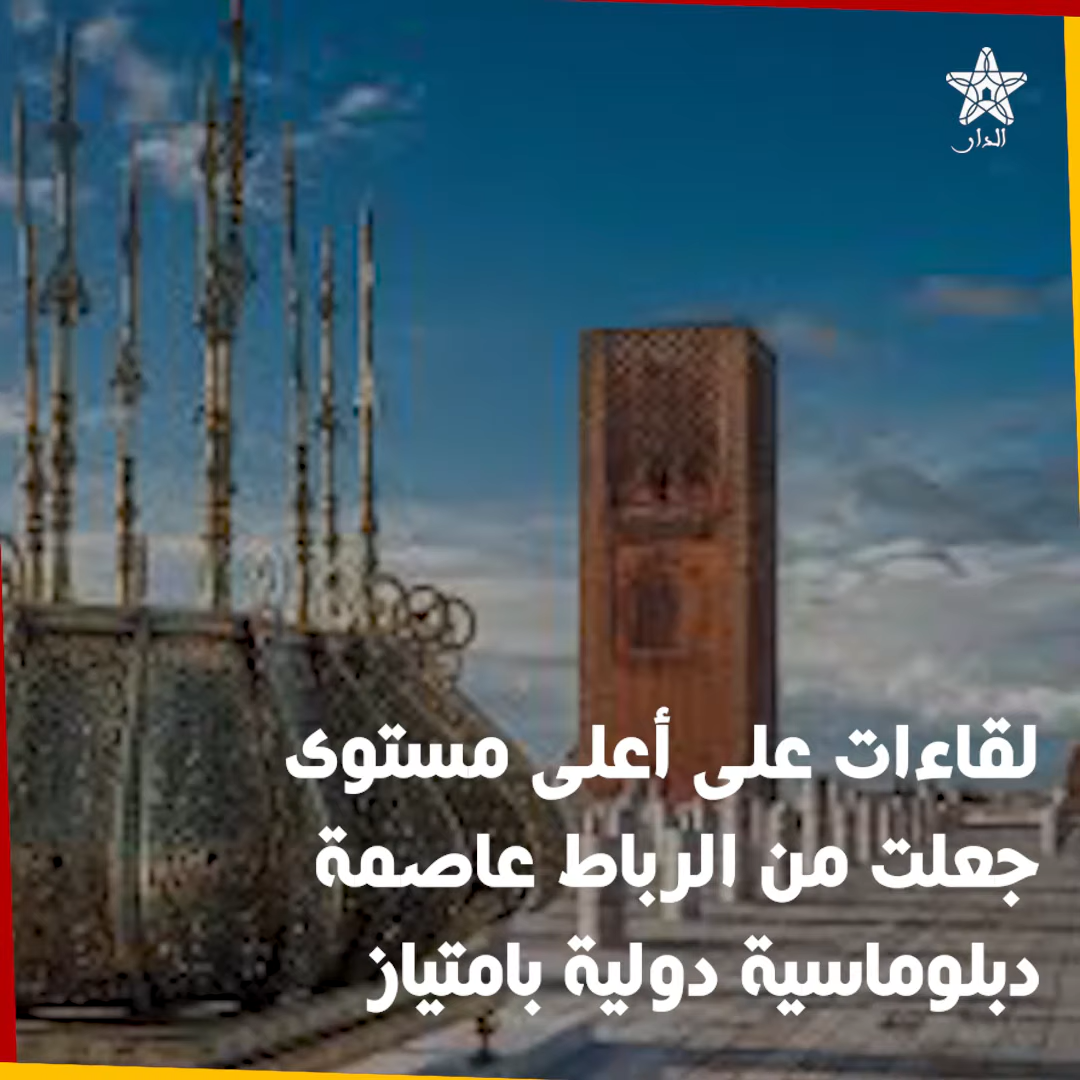 الدار
لقاءات على أعلى مستوى
جعلت من الرباط عاصمة
دبلوماسية دولية بامتياز